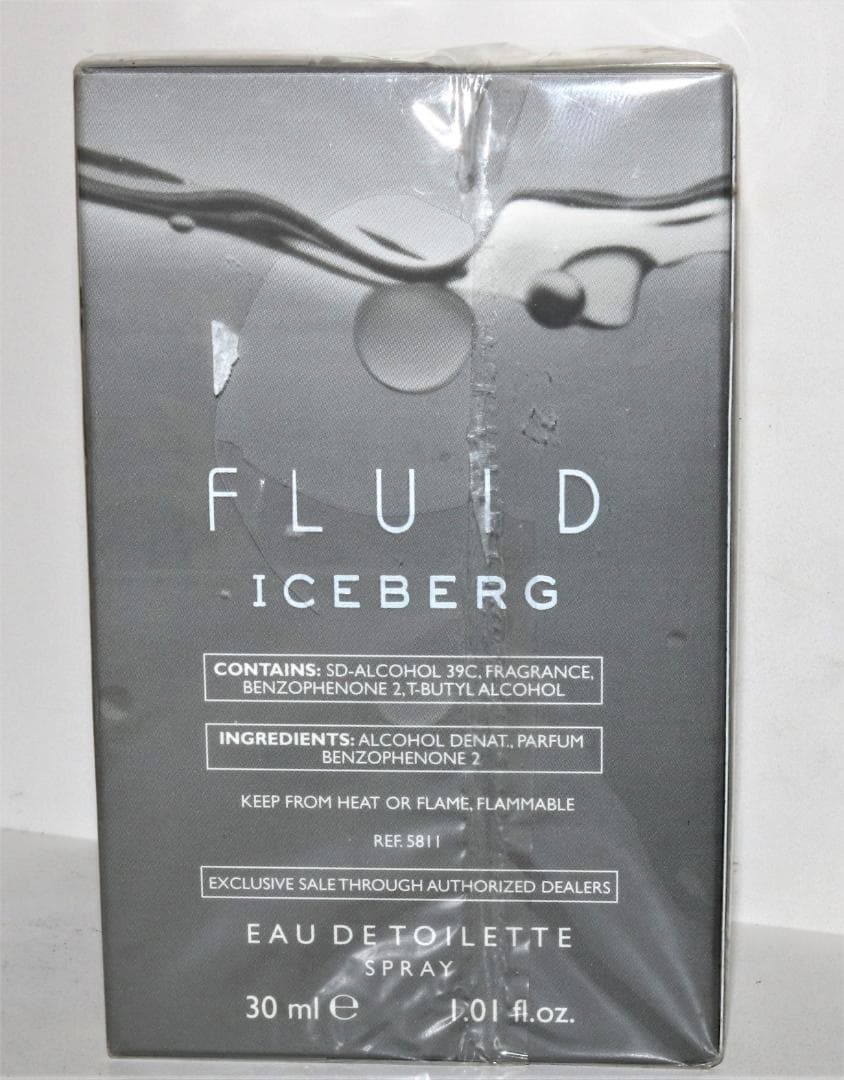 FLUID
ICEBERG
CONTAINS: SD-ALCOHOL 39C, FRAGRANCE,
BENZOPHENONE 2, T-BUTYL ALCOHOL
INGREDIENTS: ALCOHOL DENAT., PARFUM
BENZOPHENONE 2
KEEP FROM HEAT OR FLAME, FLAMMABLE
REF. 5811
EXCLUSIVE SALE THROUGH AUTHORIZED DEALERS
EAU DE TOILETTE
SPRAY
30 ml ℮ 1.01 fl.oz.